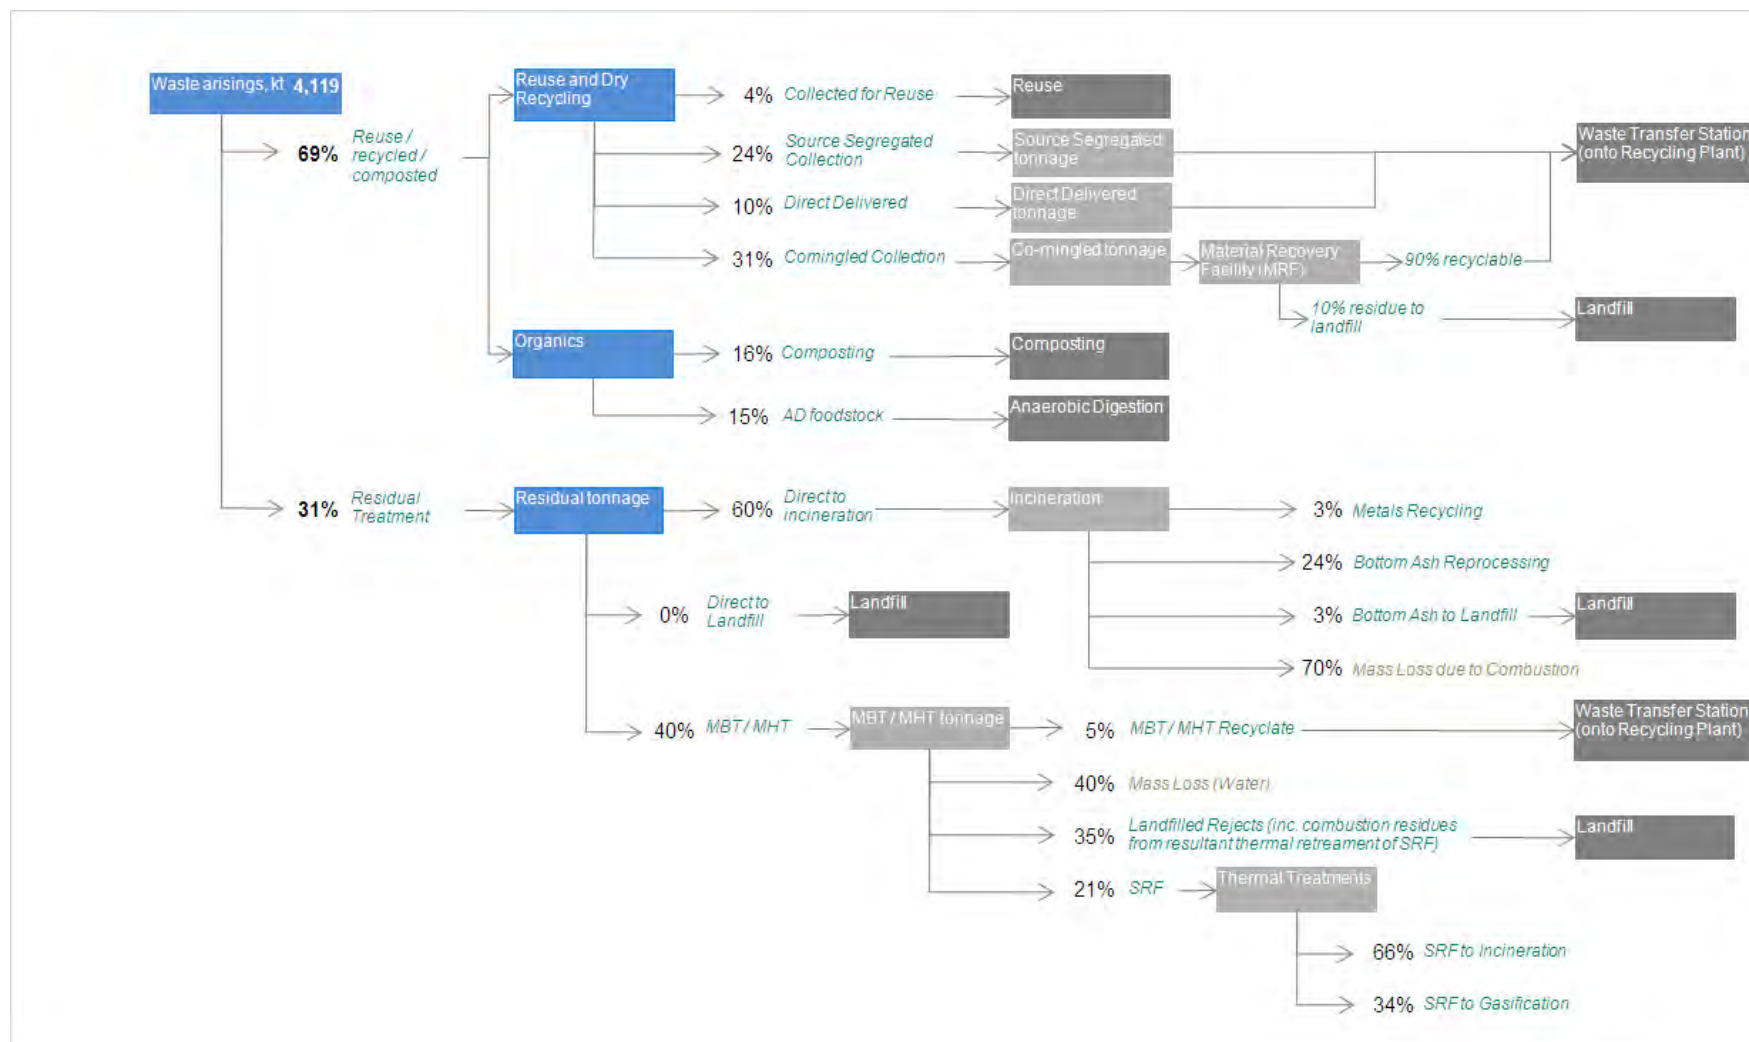 Waste arisings, kt 4,119
69% Reuse /
recycled /
composted
Reuse and Dry
Recycling
4% Collected for Reuse
Reuse
24% Source Segregated
Collection
Source Segregated
tonnage
Waste Transfer Station
(onto Recycling Plant)
10% Direct Delivered
Direct Delivered
tonnage
31% Comingled Collection
Co-mingled tonnage
Material Recovery
Facility (MRF)
90% recyclable
10% residue to
landfill
Landfill
Organics
16% Composting
Composting
15% AD foodstock
Anaerobic Digestion
31% Residual
Treatment
Residual tonnage
60% Direct to
incineration
Incineration
3% Metals Recycling
24% Bottom Ash Reprocessing
3% Bottom Ash to Landfill
Landfill
70% Mass Loss due to Combustion
0% Direct to
Landfill
Landfill
40% MBT / MHT
MBT / MHT tonnage
5% MBT / MHT Recyclate
Waste Transfer Station
(onto Recycling Plant)
40% Mass Loss (Water)
35% Landfilled Rejects (inc. combustion residues
from resultant thermal retreament of SRF)
Landfill
21% SRF
Thermal Treatments
66% SRF to Incineration
34% SRF to Gasification